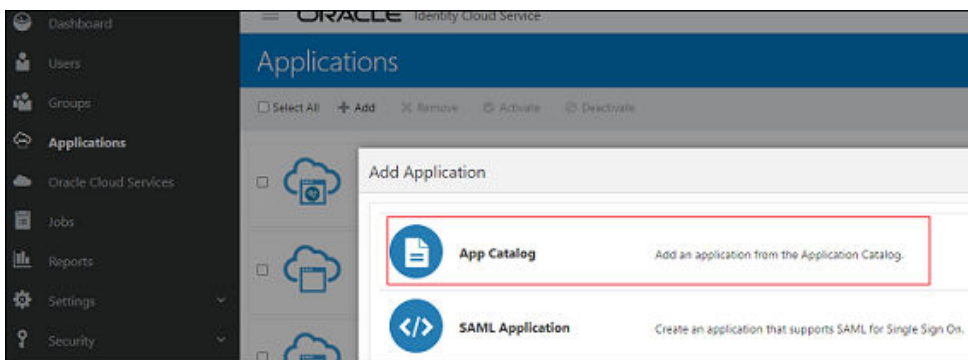 Dashboard
ORACLE Identity Cloud Service
Users
Applications
Groups
Select All + Add Remove Activate Deactivate
Applications
Add Application
Oracle Cloud Services
Jobs
App Catalog Add an application from the Application Catalog.
Reports
Settings
</> SAML Application Create an application that supports SAML for Single Sign On.
Security